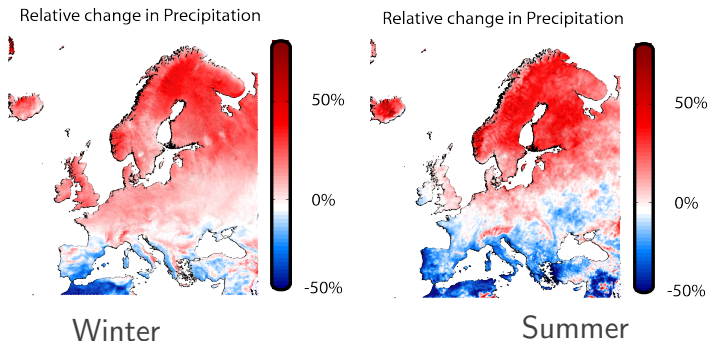 Relative change in Precipitation
50%
0%
-50%
Winter
Relative change in Precipitation
50%
0%
-50%
Summer